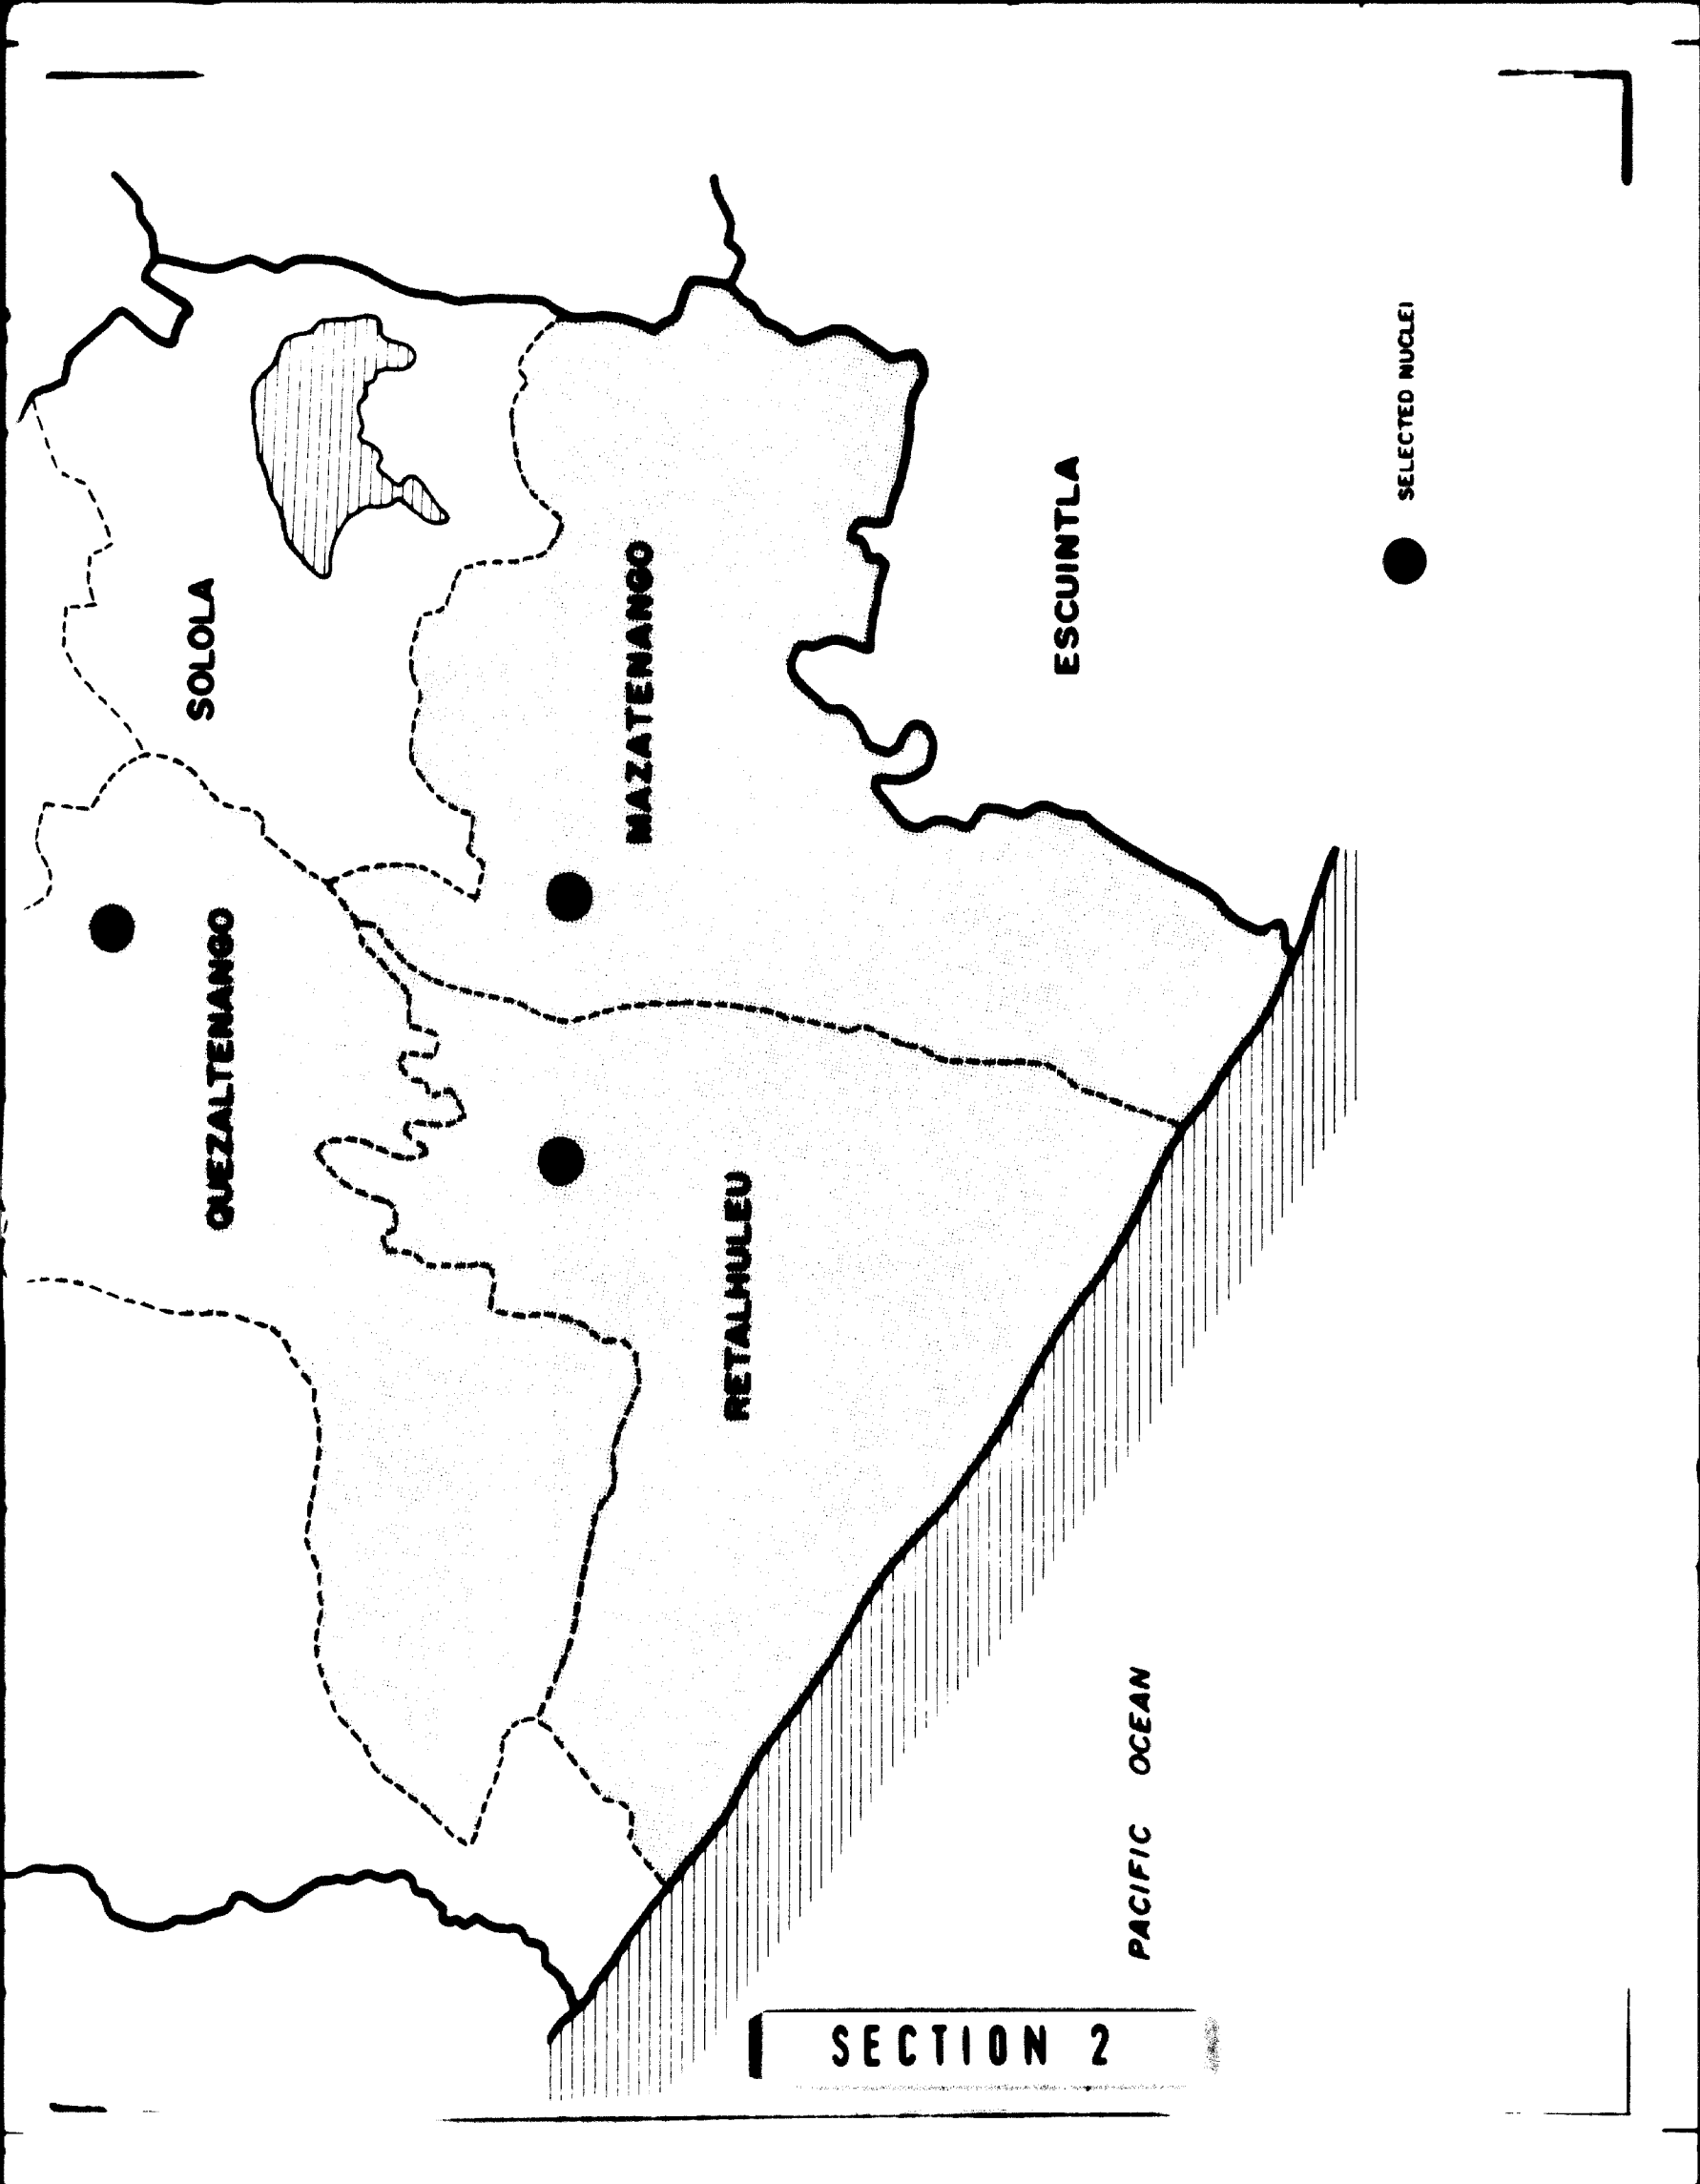 SOLOLA
QUEZALTENANGO
MAZATENANGO
RETALHULEU
ESCUINTLA
PACIFIC OCEAN
SELECTED NUCLEI
SECTION 2